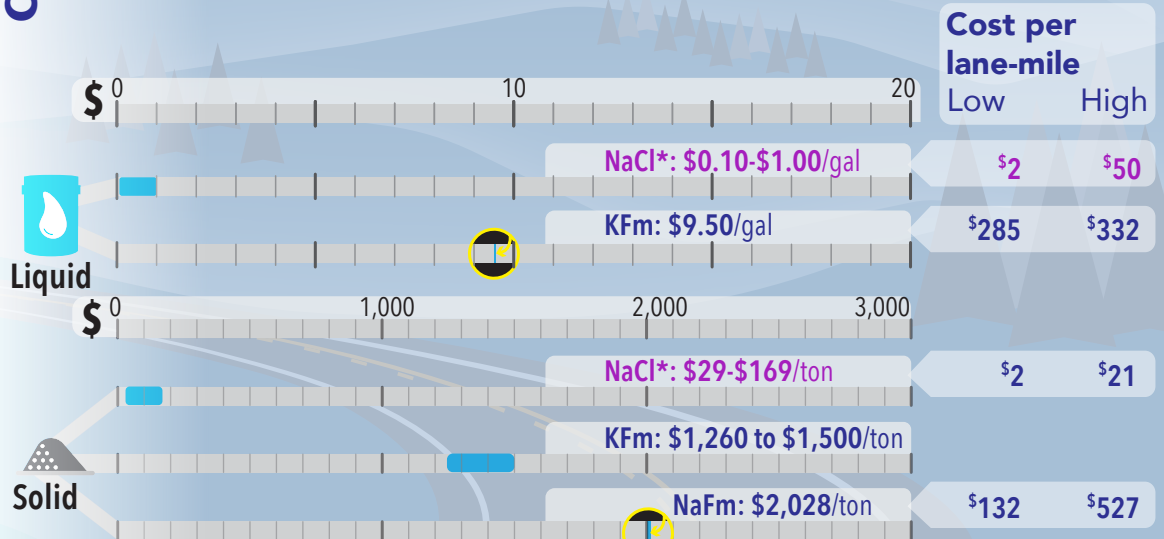 Cost per
lane-mile
Low High
$ 0 10 20
NaCl*: $0.10-$1.00/gal $2 $50
KFm: $9.50/gal $285 $332
Liquid
$ 0 1,000 2,000 3,000
NaCl*: $29-$169/ton $2 $21
KFm: $1,260 to $1,500/ton
Solid
NaFm: $2,028/ton $132 $527